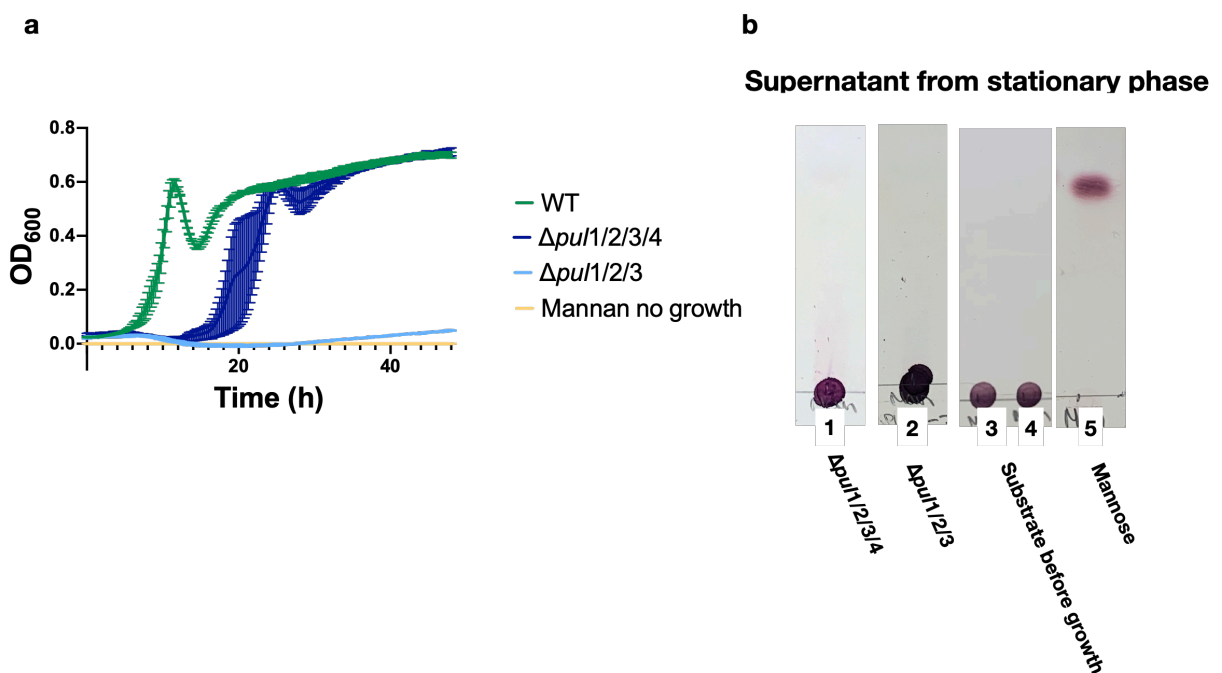 a
b
Supernatant from stationary phase
0.8
0.6
0.4
0.2
0.0
OD600
20
40
Time (h)
WT
Δpul1/2/3/4
Δpul1/2/3
Mannan no growth
1
2
3
4
5
Δpul1/2/3/4
Δpul1/2/3
Substrate before growth
Mannose